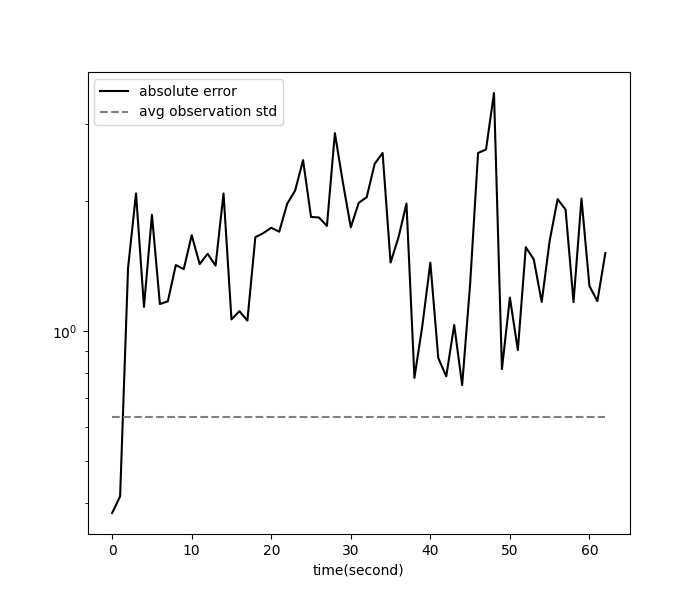 absolute error
avg observation std
10⁰
0 10 20 30 40 50 60
time(second)